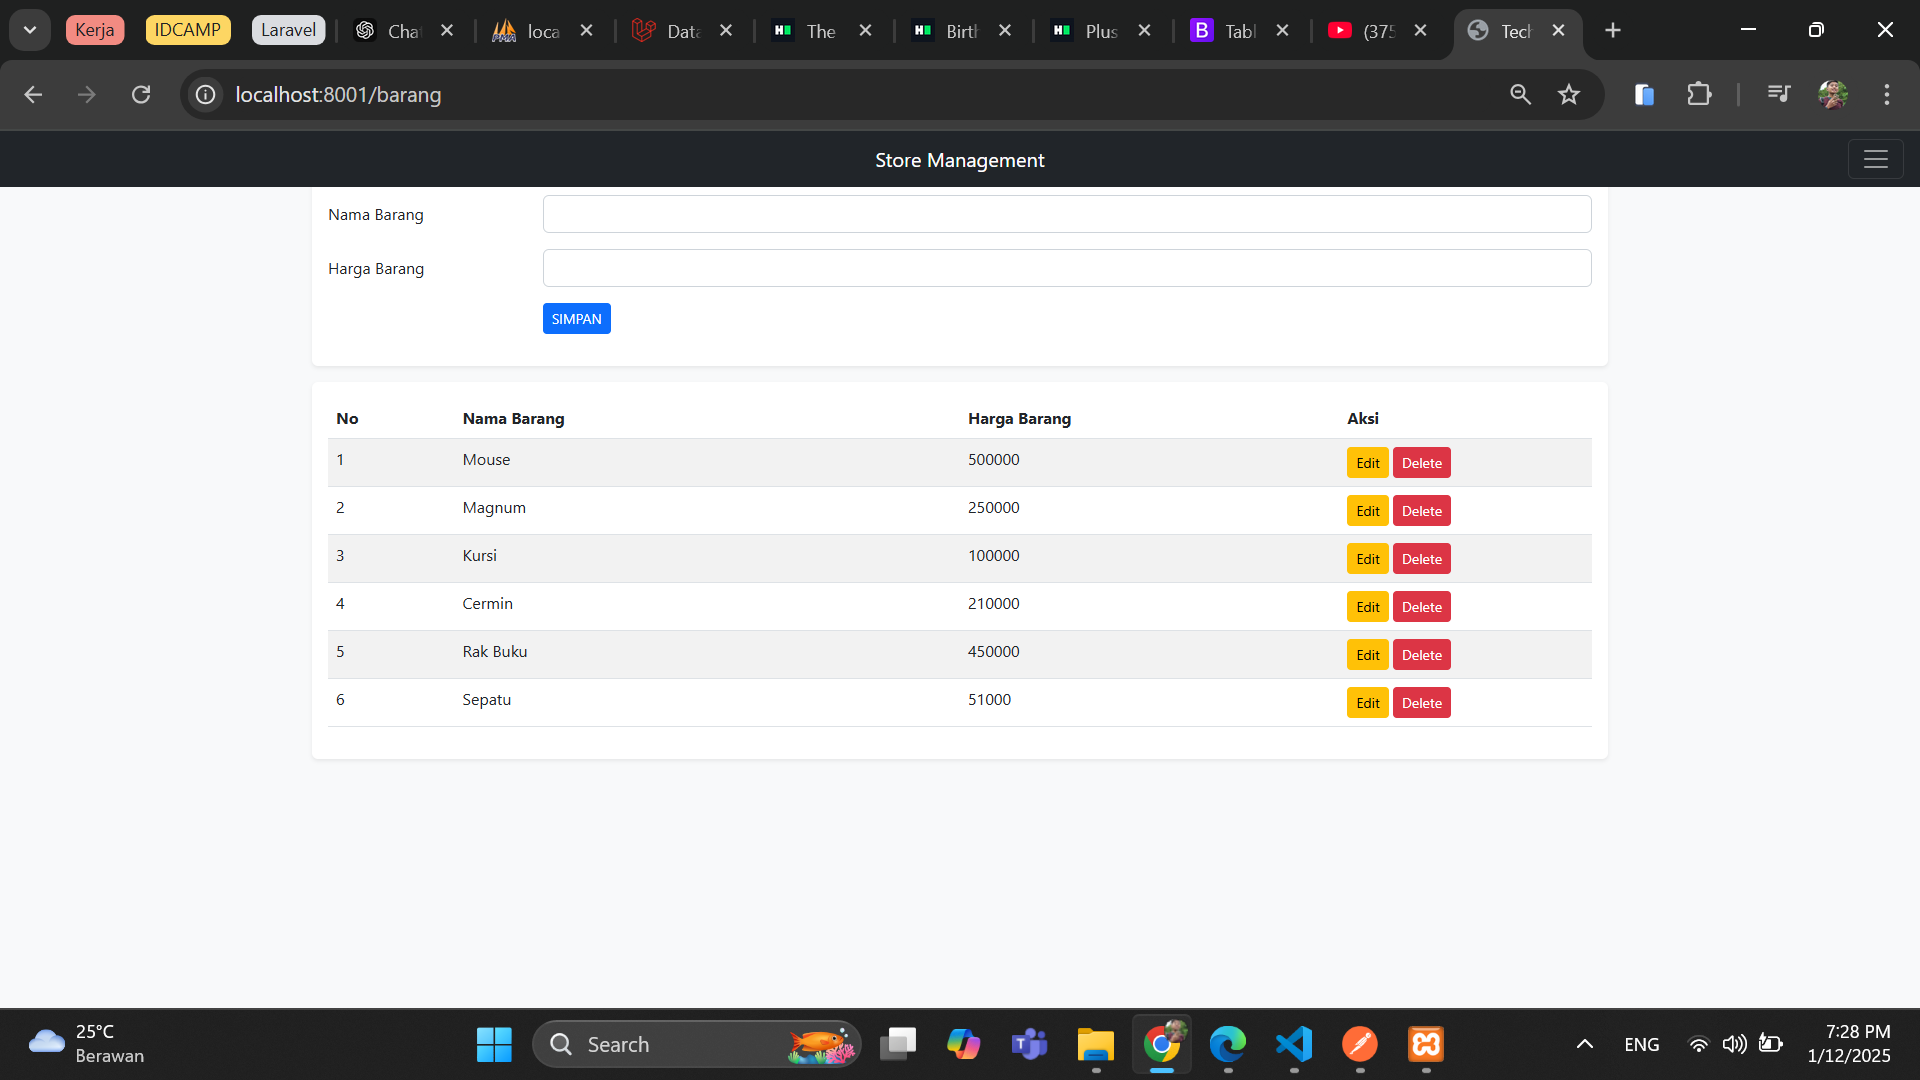 Kerja
IDCAMP
Laravel
Cha
loca
Data
The
Birth
Plus
Tabl
(375
Tech
localhost:8001/barang
Store Management
Nama Barang
Harga Barang
SIMPAN
No Nama Barang Harga Barang Aksi
1 Mouse 500000 Edit Delete
2 Magnum 250000 Edit Delete
3 Kursi 100000 Edit Delete
4 Cermin 210000 Edit Delete
5 Rak Buku 450000 Edit Delete
6 Sepatu 51000 Edit Delete
25°C
Berawan
Search
ENG
7:28 PM
1/12/2025